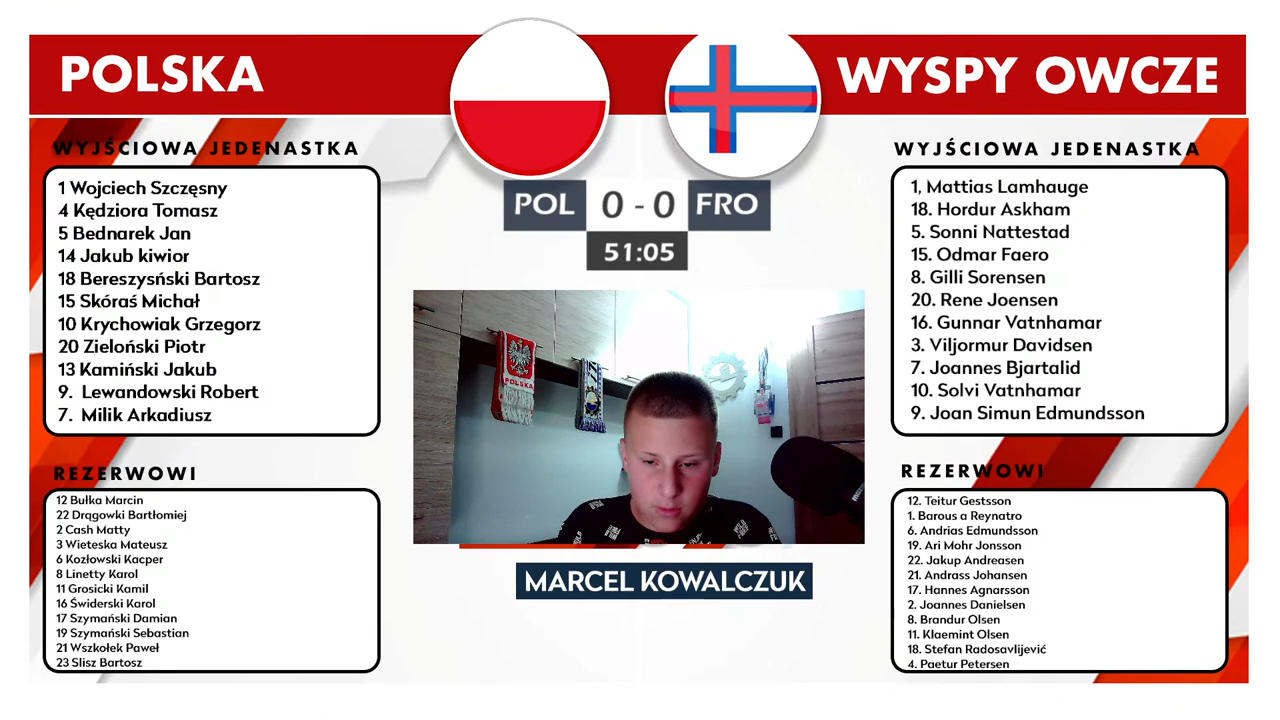 POLSKA
WYSPY OWCZE
WYJŚCIOWA JEDENASTKA
1 Wojciech Szczęsny
4 Kędziora Tomasz
5 Bednarek Jan
14 Jakub kiwior
18 Bereszysński Bartosz
15 Skóraś Michał
10 Krychowiak Grzegorz
20 Zieloński Piotr
13 Kamiński Jakub
9. Lewandowski Robert
7. Milik Arkadiusz
REZERWOWI
12 Bułka Marcin
22 Drągowki Bartłomiej
2 Cash Matty
3 Wieteska Mateusz
6 Kozłowski Kacper
8 Linetty Karol
11 Grosicki Kamil
16 Świderski Karol
17 Szymański Damian
19 Szymański Sebastian
21 Wszkołek Paweł
23 Slisz Bartosz
POL 0 - 0 FRO
51:05
POLSKA
MARCEL KOWALCZUK
WYJŚCIOWA JEDENASTKA
1, Mattias Lamhauge
18. Hordur Askham
5. Sonni Nattestad
15. Odmar Faero
8. Gilli Sorensen
20. Rene Joensen
16. Gunnar Vatnhamar
3. Viljormur Davidsen
7. Joannes Bjartalid
10. Solvi Vatnhamar
9. Joan Simun Edmundsson
REZERWOWI
12. Teitur Gestsson
1. Barous a Reynatro
6. Andrias Edmundsson
19. Ari Mohr Jonsson
22. Jakup Andreasen
21. Andrass Johansen
17. Hannes Agnarsson
2. Joannes Danielsen
8. Brandur Olsen
11. Klaemint Olsen
18. Stefan Radosavlijević
4. Paetur Petersen